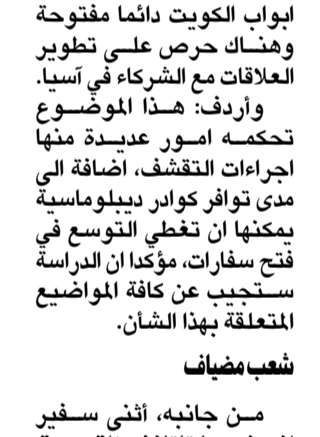 ابواب الكويت دائما مفتوحة
وهناك حرص على تطوير
العلاقات مع الشركاء في آسيا.
وأردف: هذا الموضوع
تحكمه امور عديدة منها
اجراءات التقشف، اضافة الى
مدى توافر كوادر ديبلوماسية
يمكنها ان تغطي التوسع في
فتح سفارات، مؤكدا ان الدراسة
ستجيب عن كافة المواضيع
المتعلقة بهذا الشأن.
شعب مضياف
من جانبه، أثنى سفير